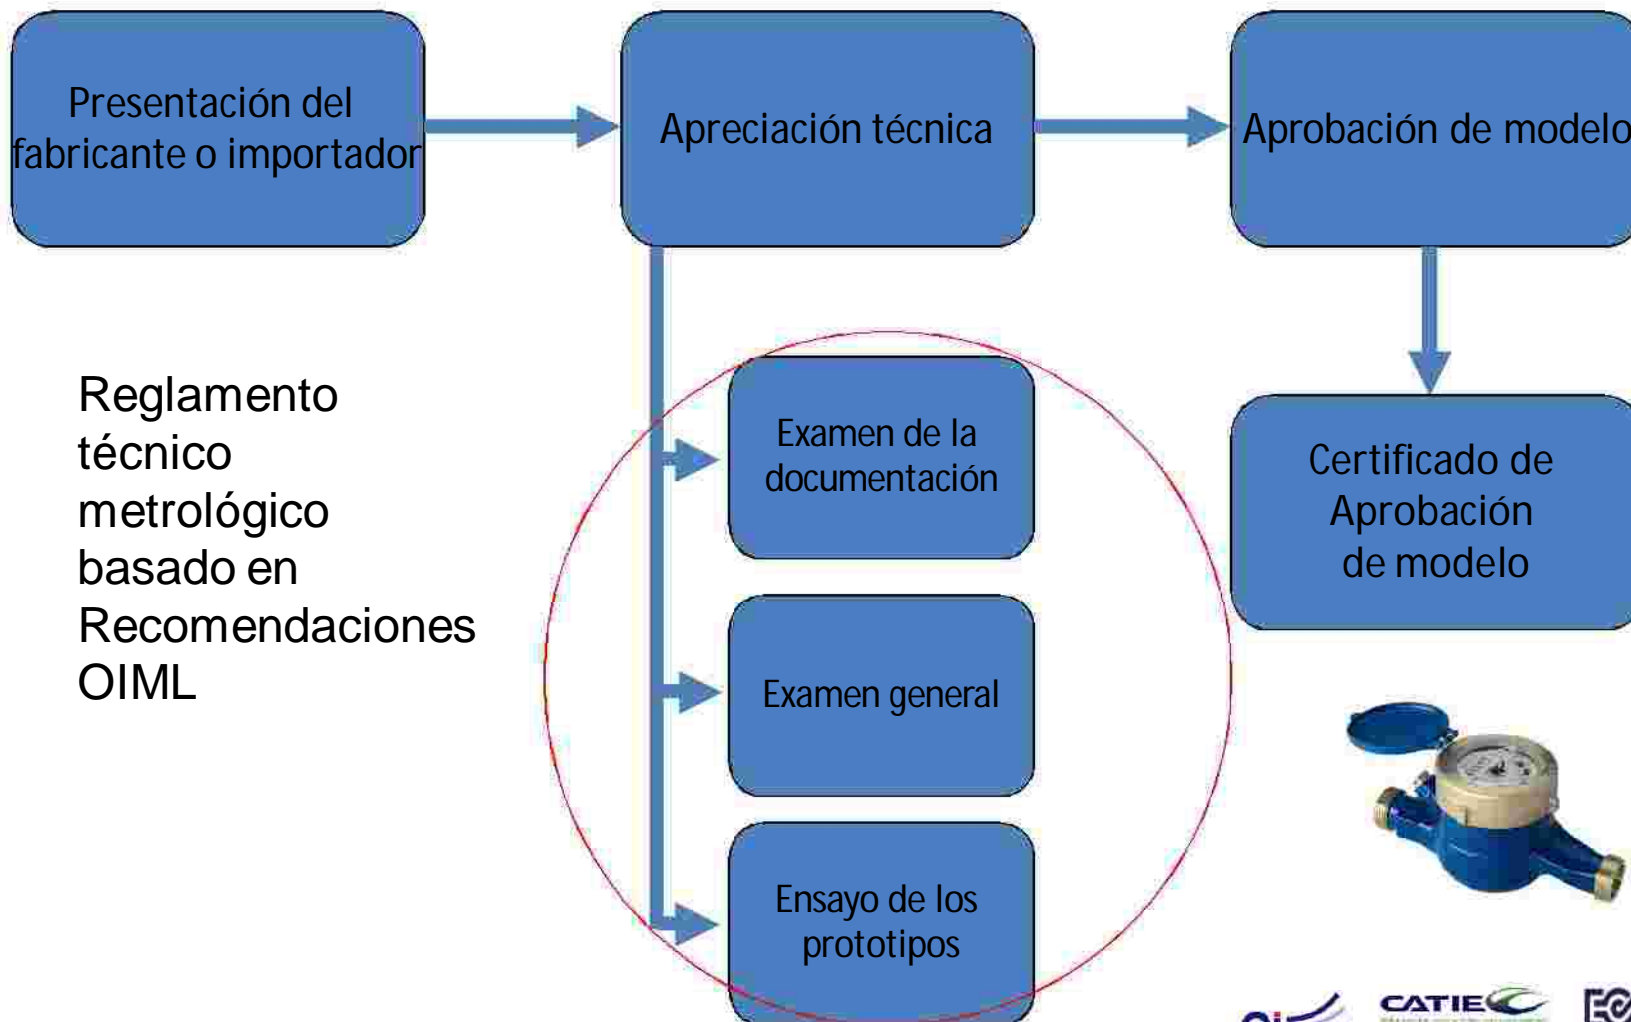 Presentación del
fabricante o importador
Apreciación técnica
Aprobación de modelo
Reglamento
técnico
metrológico
basado en
Recomendaciones
OIML
Examen de la
documentación
Examen general
Ensayo de los
prototipos
Certificado de
Aprobación
de modelo
CATIE